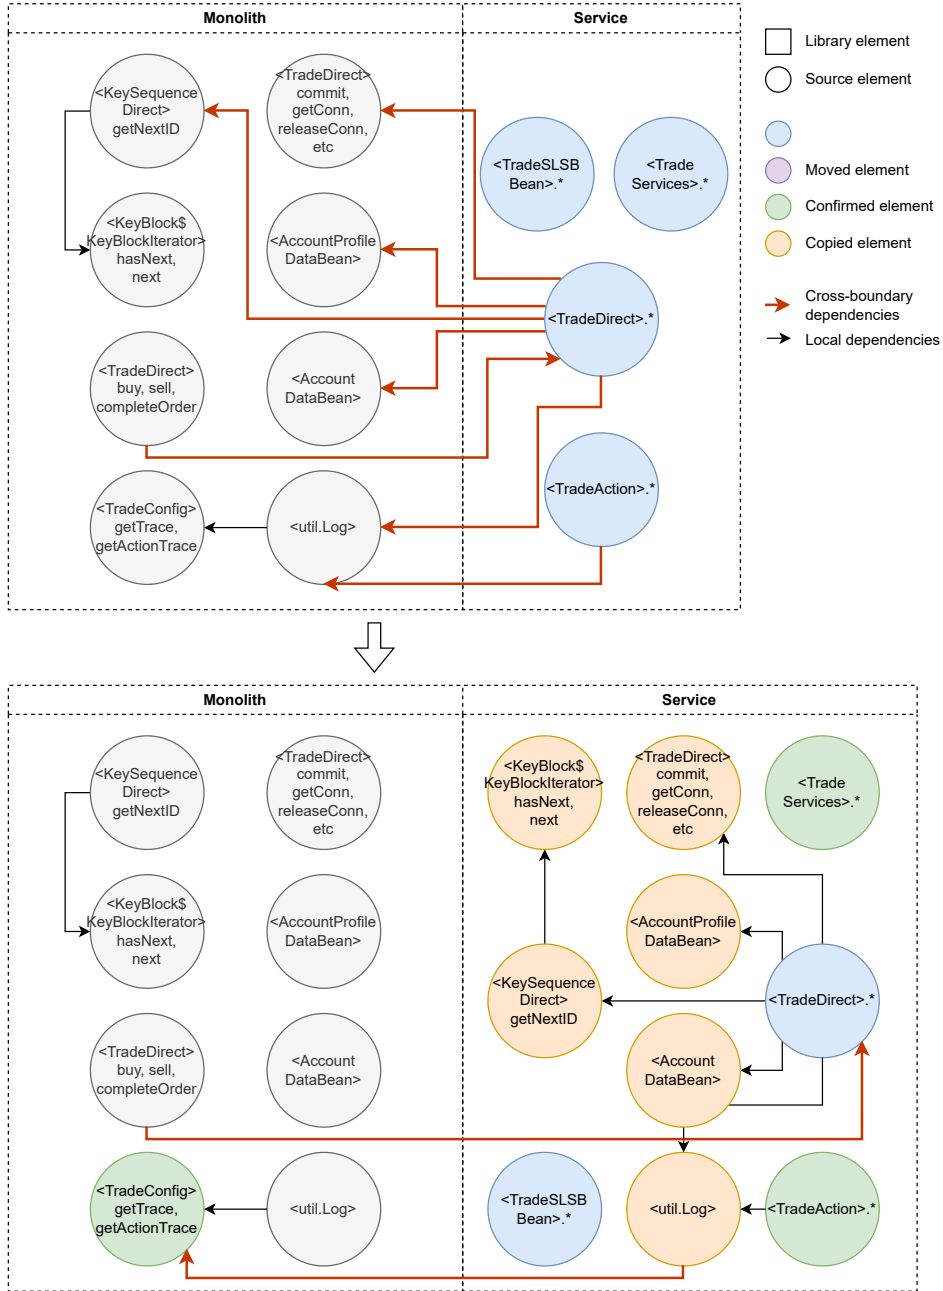 Monolith
Service
<KeySequence
Direct>
getNextID
<TradeDirect>
commit,
getConn,
releaseConn,
etc
<TradeSLSB
Bean>.*
<Trade
Services>.*
<KeyBlock$
KeyBlockIterator>
hasNext,
next
<AccountProfile
DataBean>
<TradeDirect>.*
<TradeDirect>
buy, sell,
completeOrder
<Account
DataBean>
<TradeAction>.*
<TradeConfig>
getTrace,
getActionTrace
<util.Log>
Library element
Source element
Moved element
Confirmed element
Copied element
Cross-boundary
dependencies
Local dependencies
Monolith
Service
<KeySequence
Direct>
getNextID
<TradeDirect>
commit,
getConn,
releaseConn,
etc
<KeyBlock$
KeyBlockIterator>
hasNext,
next
<TradeDirect>
commit,
getConn,
releaseConn,
etc
<Trade
Services>.*
<KeyBlock$
KeyBlockIterator>
hasNext,
next
<AccountProfile
DataBean>
<AccountProfile
DataBean>
<KeySequence
Direct>
getNextID
<TradeDirect>.*
<TradeDirect>
buy, sell,
completeOrder
<Account
DataBean>
<Account
DataBean>
<TradeConfig>
getTrace,
getActionTrace
<util.Log>
<TradeSLSB
Bean>.*
<util.Log>
<TradeAction>.*